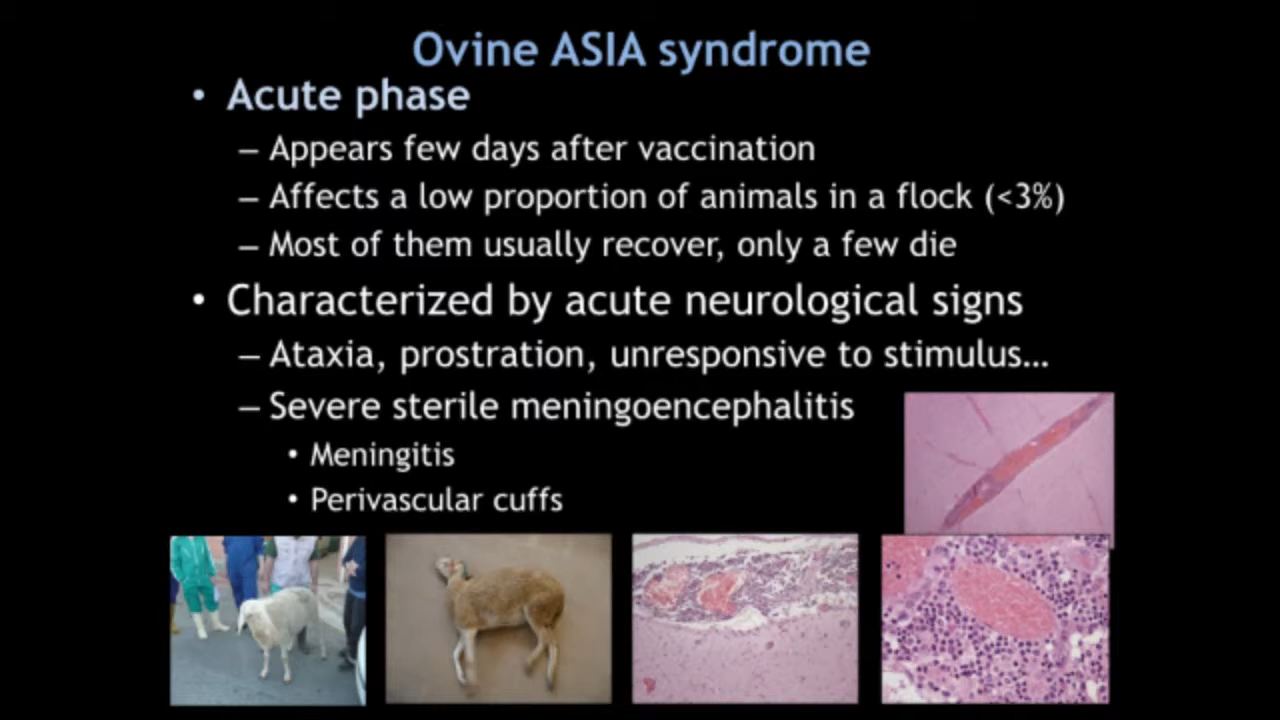 Ovine ASIA syndrome
• Acute phase
– Appears few days after vaccination
– Affects a low proportion of animals in a flock (<3%)
– Most of them usually recover, only a few die
• Characterized by acute neurological signs
– Ataxia, prostration, unresponsive to stimulus...
– Severe sterile meningoencephalitis
• Meningitis
• Perivascular cuffs